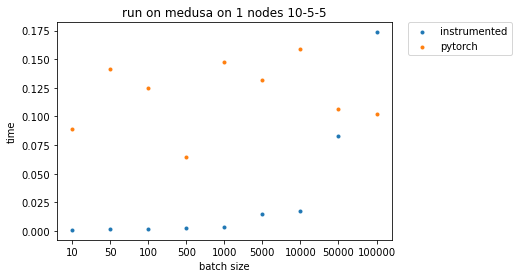 run on medusa on 1 nodes 10-5-5
instrumented
pytorch
0.175
0.150
0.125
0.100
0.075
0.050
0.025
0.000
time
10 50 100 500 1000 5000 10000 50000 100000
batch size